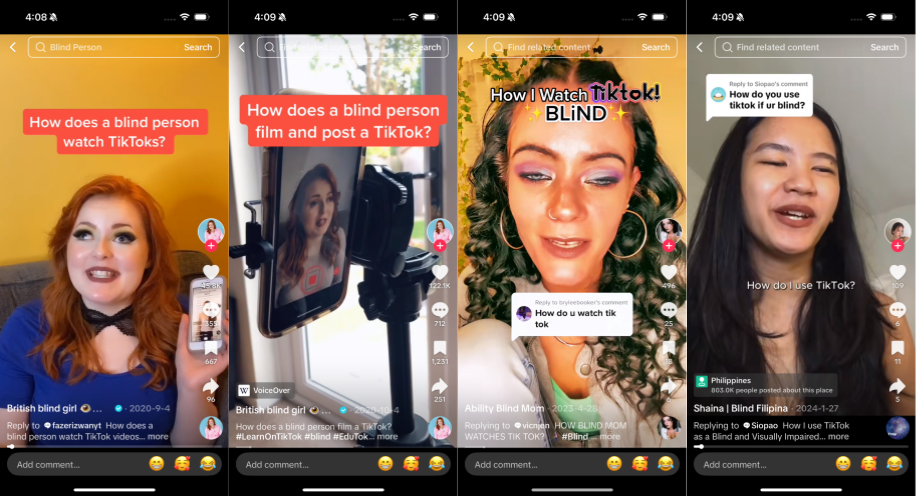 4:08
Blind Person
Search
How does a blind person
watch TikToks?
45.8K
667
96
British blind girl
... · 2020-9-4
Reply to @fazerizwanyt How does a
blind person watch TikTok videos... more
Add comment...
4:09
Find related content
Search
How does a blind person
film and post a TikTok?
122.1K
712
1,231
251
W VoiceOver
British blind girl
... · 2020-10-4
How does a blind person film a TikTok?
#LearnOnTikTok #blind #EduTok... more
Add comment...
4:09
Find related content
Search
How I Watch Tiktok!
BLiND
496
25
Reply to bryleebooker's comment
How do u watch tik
tok
5
Ability Blind Mom
Replying to @vicnjen HOW BLIND MOM
WATCHES TIK TOK? #Blind ... more
Add comment...
4:09
Find related content
Search
Reply to Siopao's comment
How do you use
tiktok if ur blind?
How do I use TikTok?
109
6
11
5
Philippines
803.0K people posted about this place
Shaina | Blind Filipina · 2024-1-27
Replying to @Siopao How I use TikTok
as a Blind and Visually Impaired... more
Add comment...